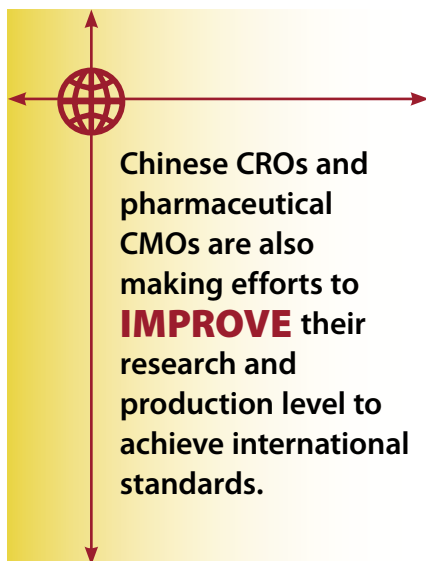 Chinese CROs and
pharmaceutical
CMOs are also
making efforts to
IMPROVE their
research and
production level to
achieve international
standards.